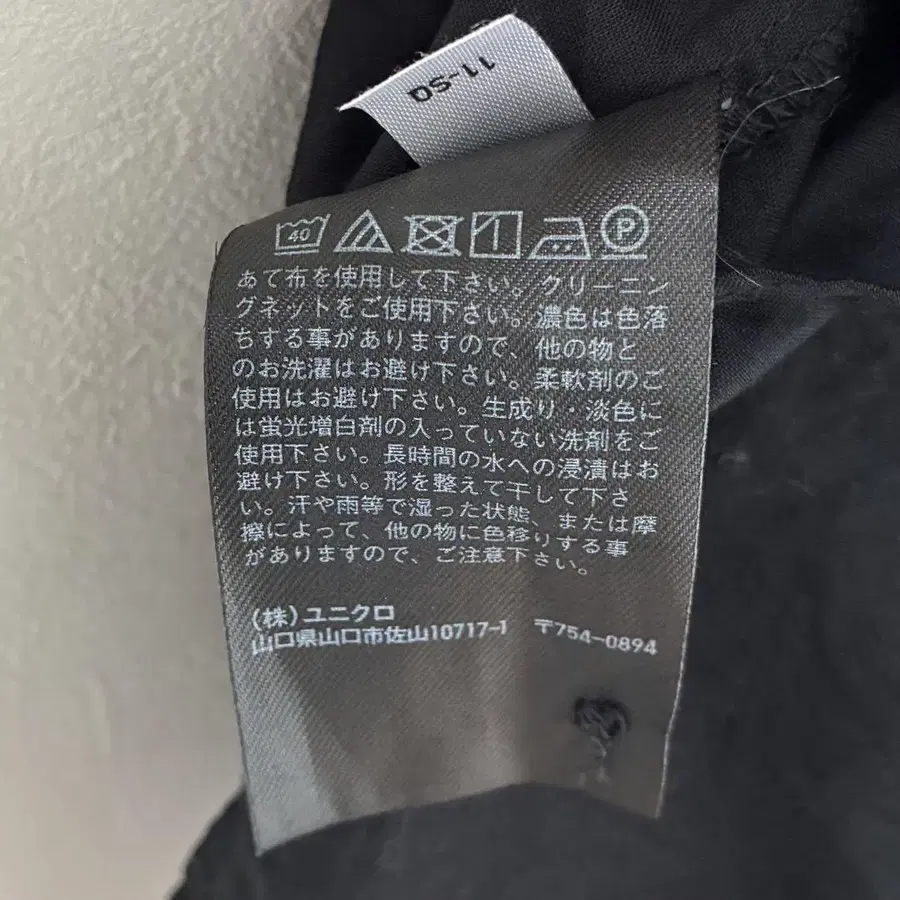 11-SQ
40 P
あて布を使用して下さい。クリーニン
グネットをご使用下さい。濃色は色落
ちする事がありますので、他の物と
のお洗濯はお避け下さい。柔軟剤のご
使用はお避け下さい。生成り・淡色に
は蛍光増白剤の入っていない洗剤をご
使用下さい。長時間の水への浸漬はお
避け下さい。形を整えて干して下さ
い。汗や雨等で湿った状態、または摩
擦によって、他の物に色移りする事
がありますので、ご注意下さい。
(株)ユニクロ
山口県山口市佐山10717-1 〒754-0894